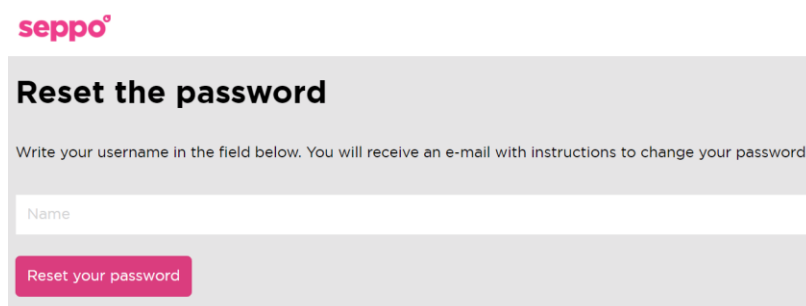 seppo
Reset the password
Write your username in the field below. You will receive an e-mail with instructions to change your password
Name
Reset your password